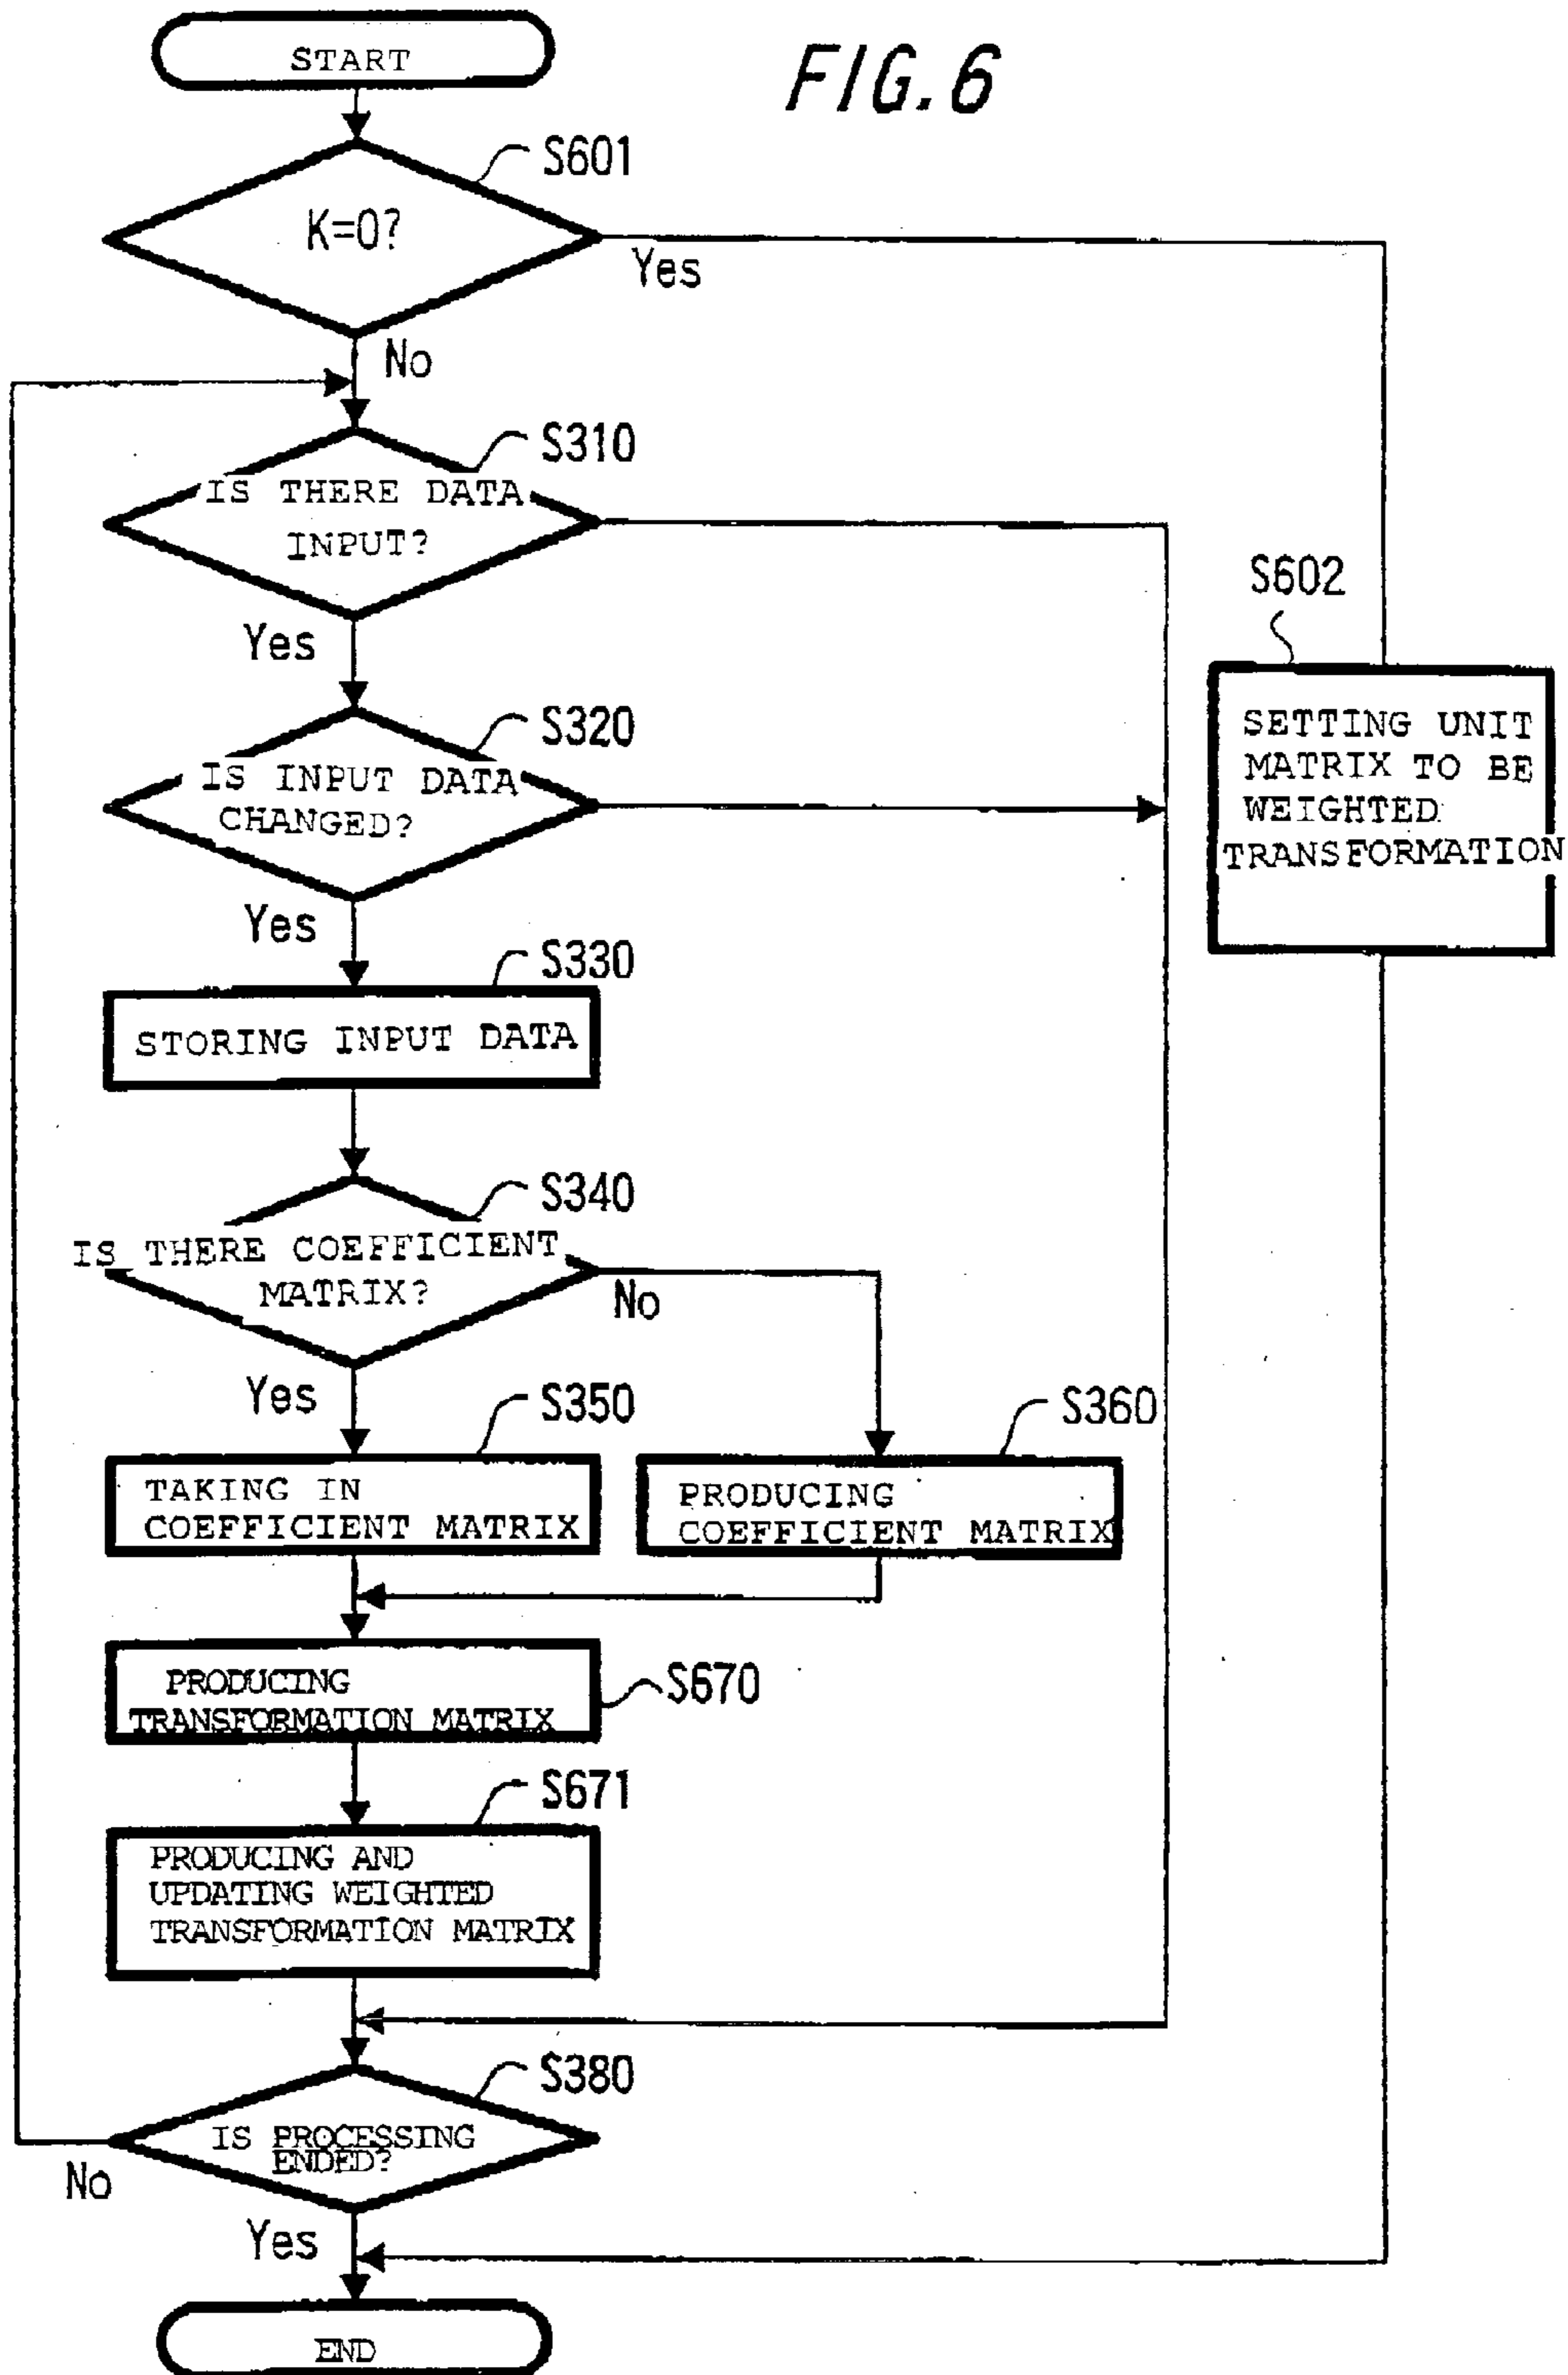 START
FIG.6
S601
K=0?
Yes
No
S310
IS THERE DATA
INPUT?
Yes
S602
SETTING UNIT
MATRIX TO BE
WEIGHTED
TRANSFORMATION
S320
IS INPUT DATA
CHANGED?
Yes
S330
STORING INPUT DATA
S340
IS THERE COEFFICIENT
MATRIX?
No
Yes
S350
TAKING IN
COEFFICIENT MATRIX
S360
PRODUCING
COEFFICIENT MATRIX
PRODUCING
TRANSFORMATION MATRIX
S670
S671
PRODUCING AND
UPDATING WEIGHTED
TRANSFORMATION MATRIX
S380
IS PROCESSING
ENDED?
No
Yes
END